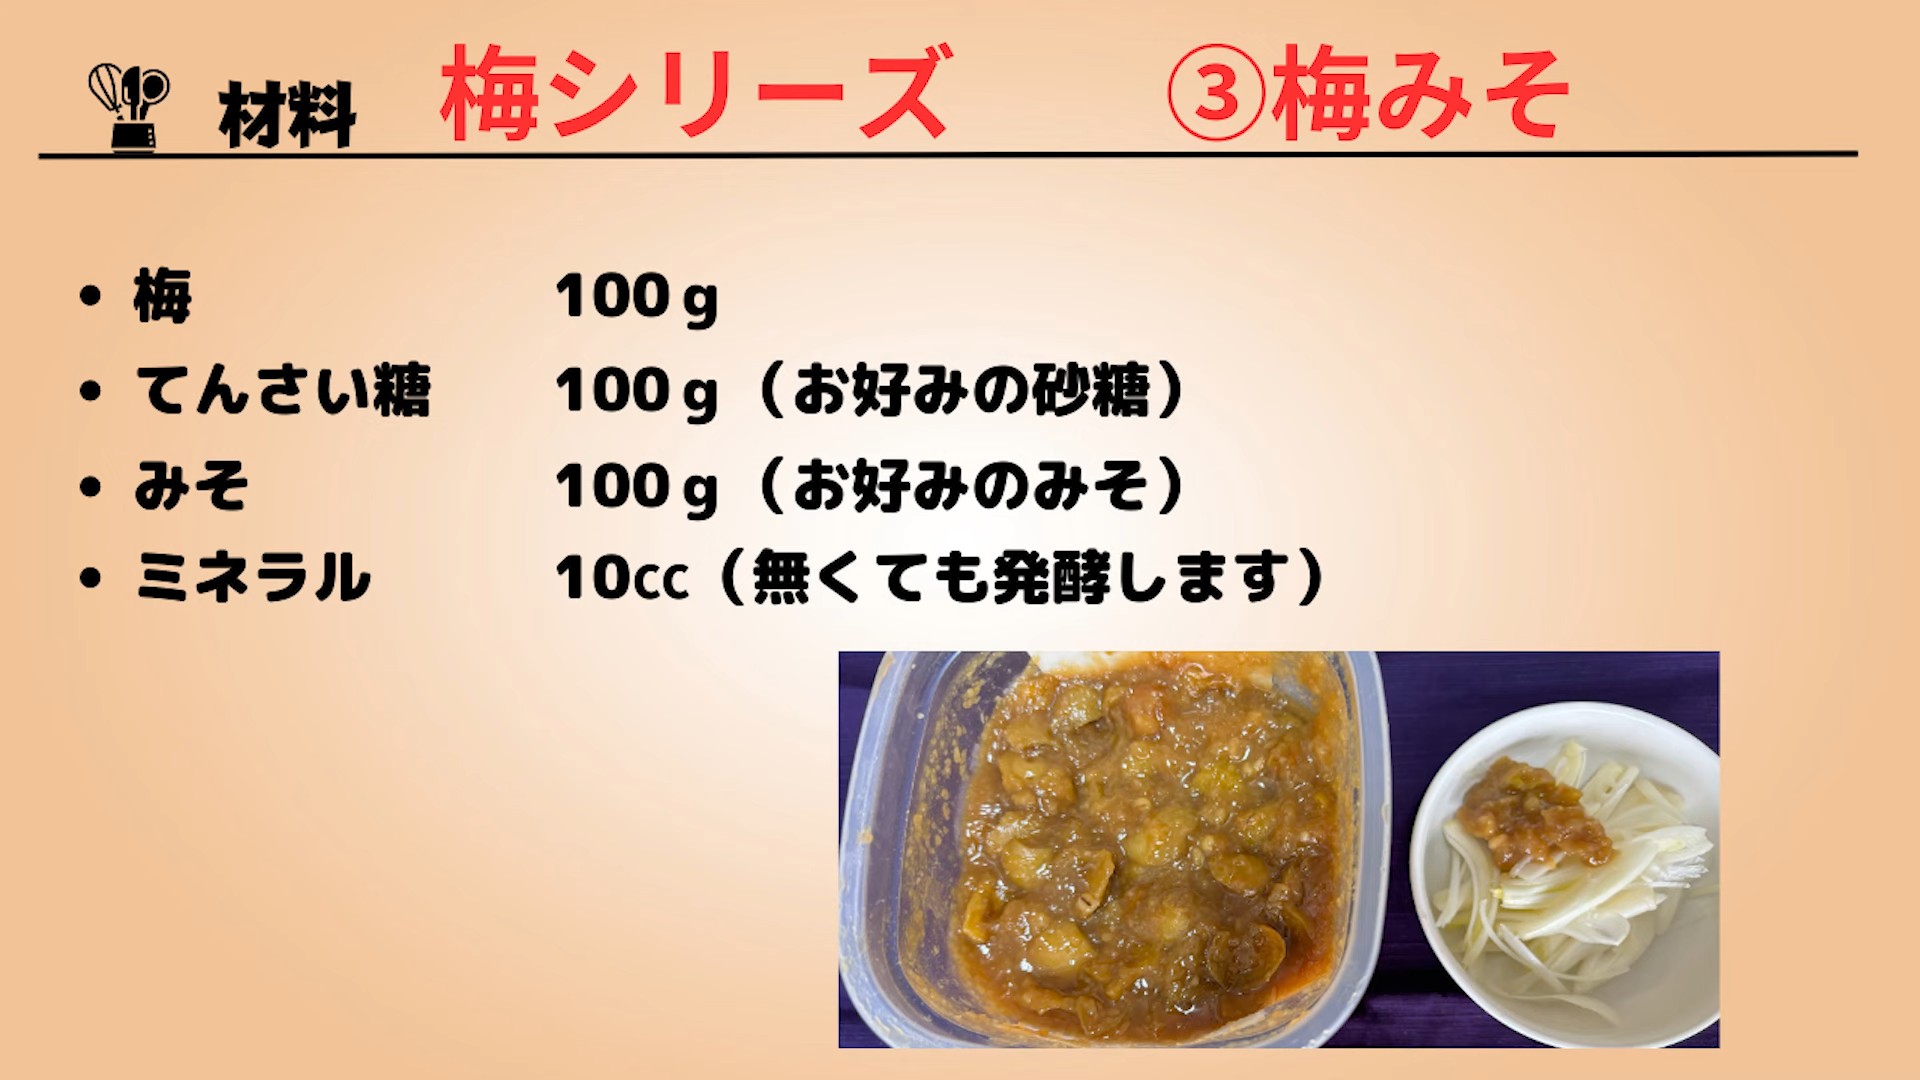 材料 梅シリーズ ③梅みそ
• 梅 100g
• てんさい糖 100g（お好みの砂糖）
• みそ 100g（お好みのみそ）
• ミネラル 10cc（無くても発酵します）